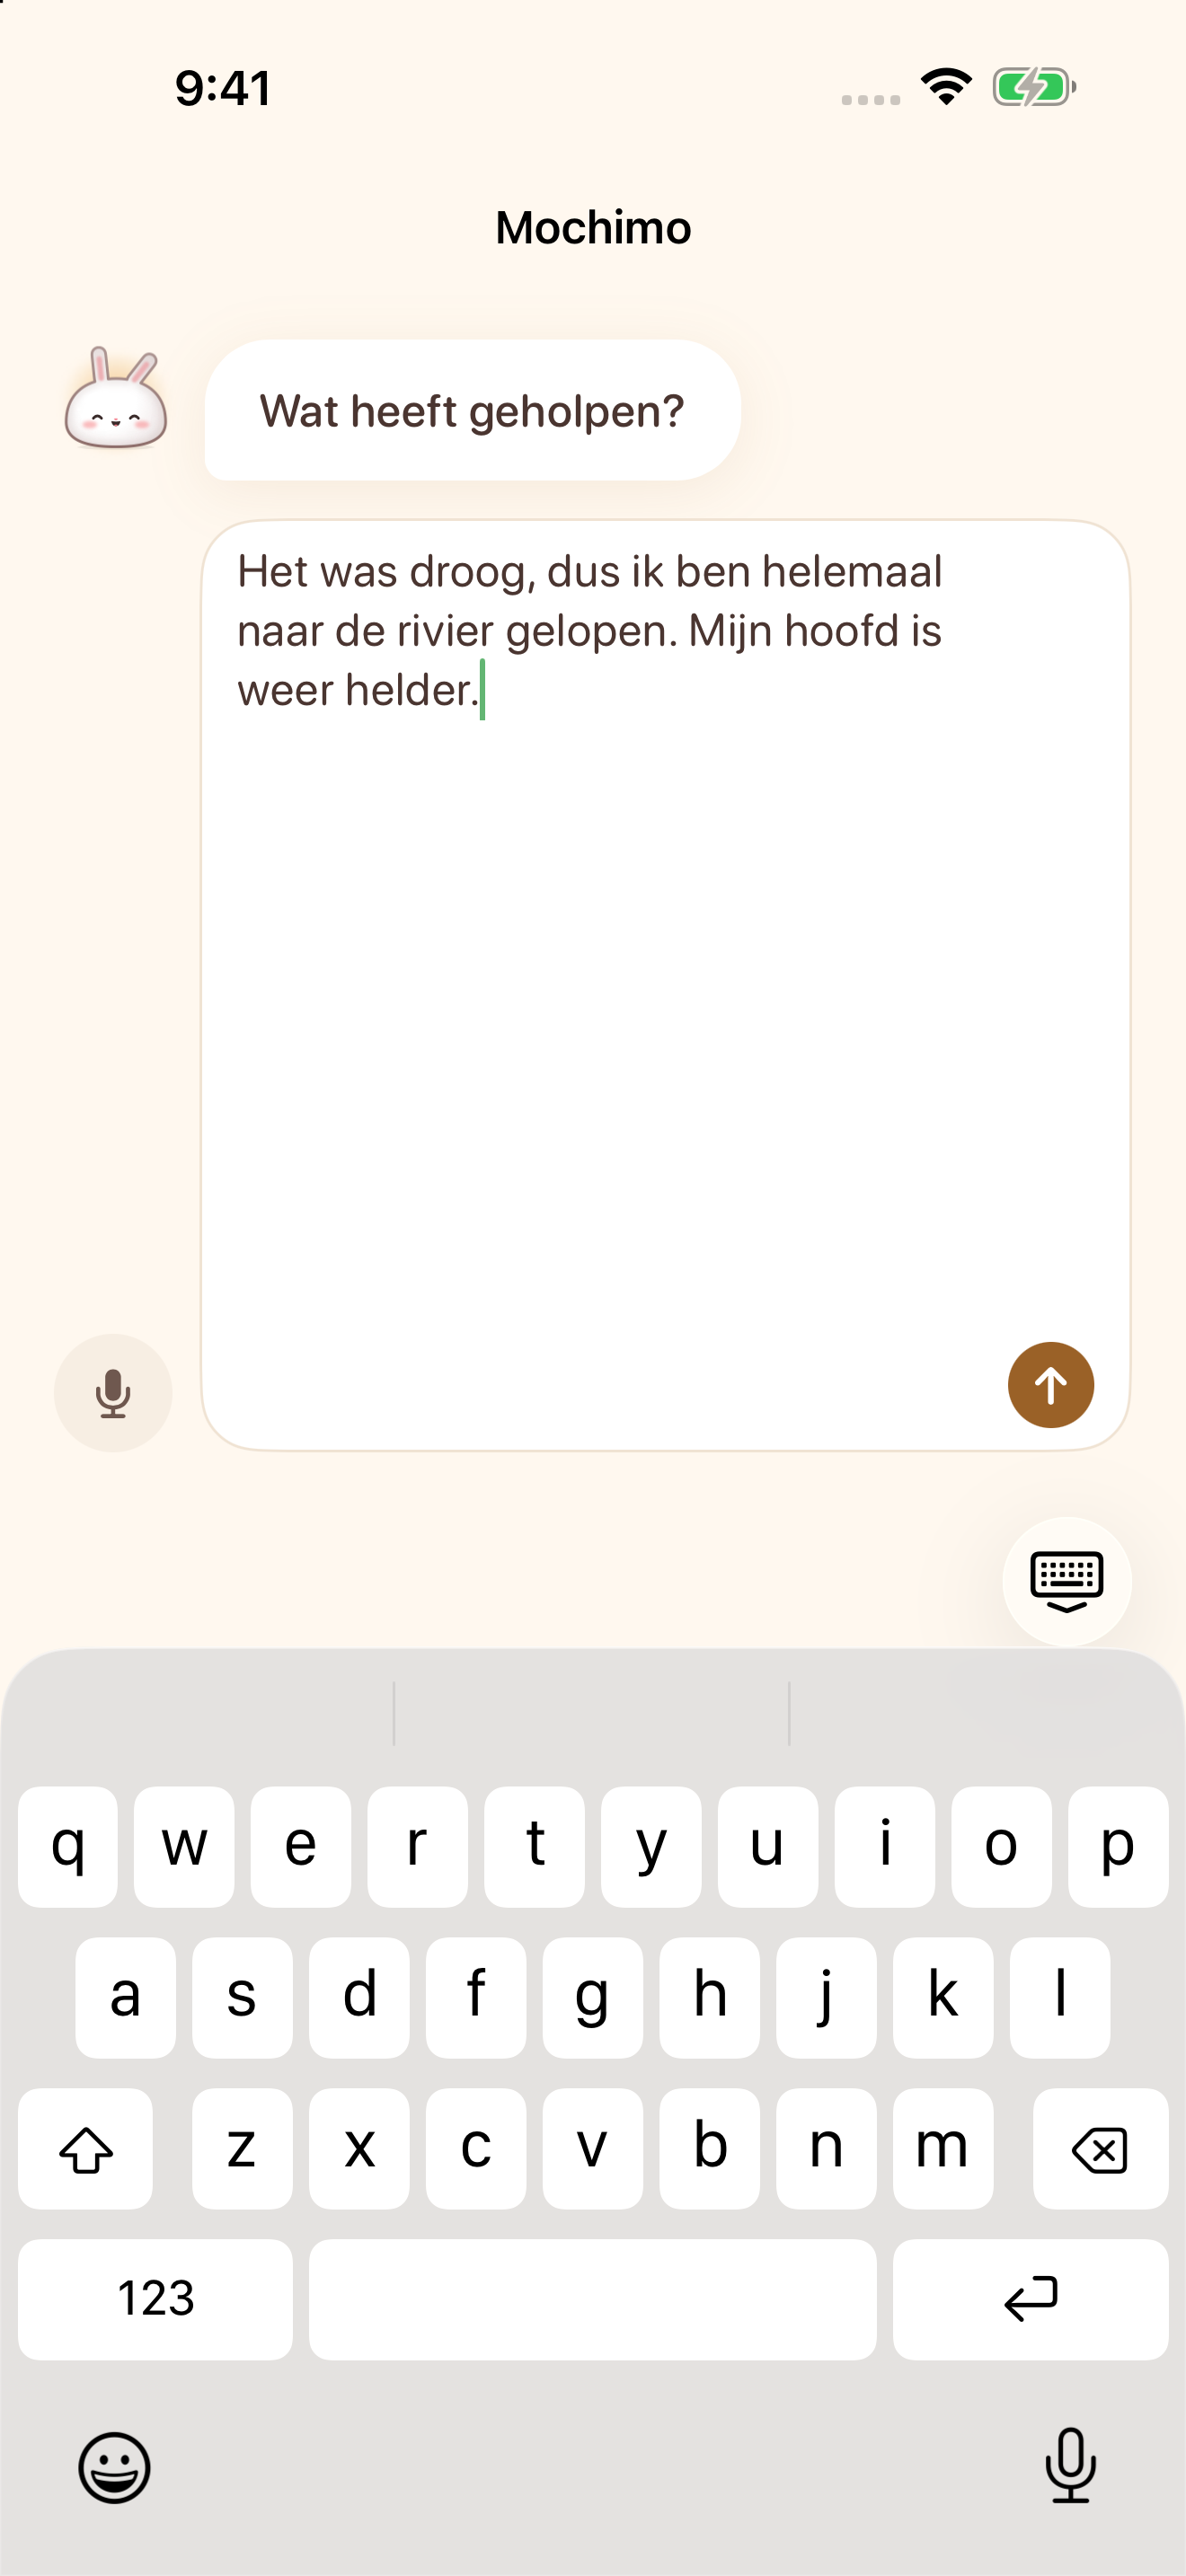 9:41
Mochimo
Wat heeft geholpen?
Het was droog, dus ik ben helemaal
naar de rivier gelopen. Mijn hoofd is
weer helder.
q w e r t y u i o p
a s d f g h j k l
z x c v b n m
123